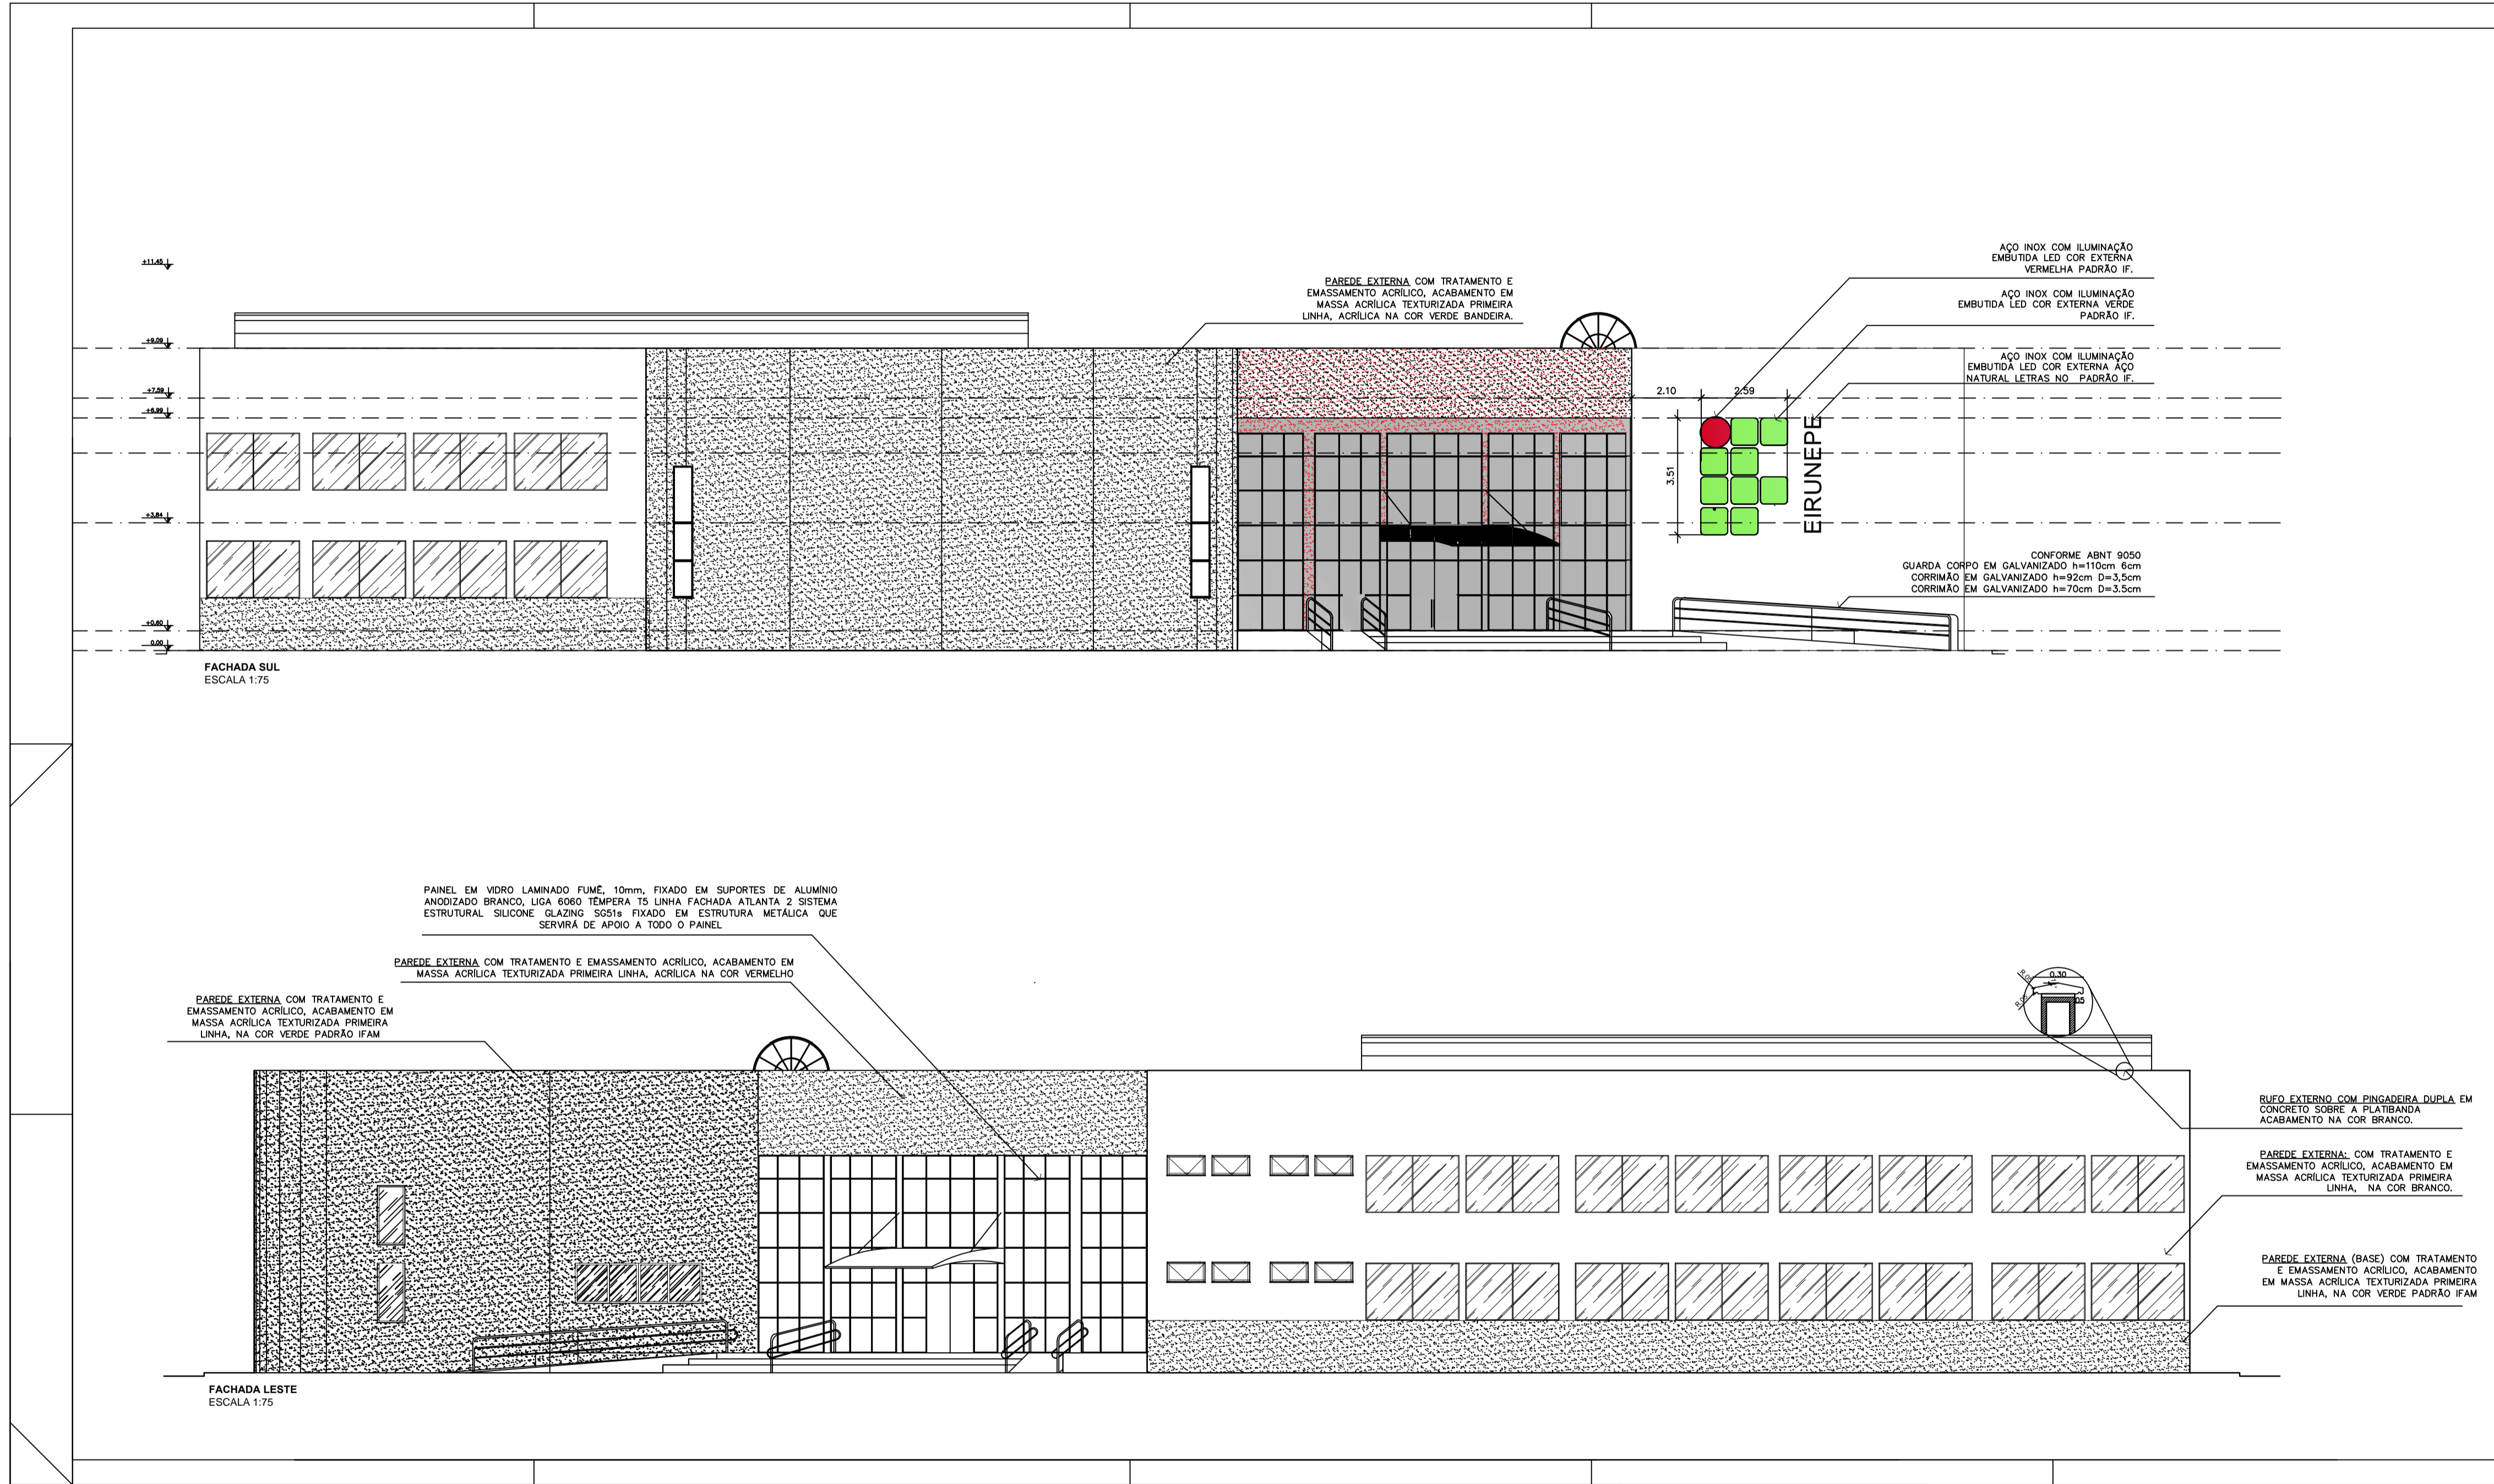 +11.45
+9.09
+7.59
+6.99
+3.84
+0.60
0.00
PAREDE EXTERNA COM TRATAMENTO E
EMASSAMENTO ACRÍLICO, ACABAMENTO EM
MASSA ACRÍLICA TEXTURIZADA PRIMEIRA
LINHA, ACRÍLICA NA COR VERDE BANDEIRA.
AÇO INOX COM ILUMINAÇÃO
EMBUTIDA LED COR EXTERNA
VERMELHA PADRÃO IF.
AÇO INOX COM ILUMINAÇÃO
EMBUTIDA LED COR EXTERNA VERDE
PADRÃO IF.
AÇO INOX COM ILUMINAÇÃO
EMBUTIDA LED COR EXTERNA AÇO
NATURAL LETRAS NO PADRÃO IF.
2.10
2.59
3.51
EIRUNEPE
CONFORME ABNT 9050
GUARDA CORPO EM GALVANIZADO h=110cm 6cm
CORRIMÃO EM GALVANIZADO h=92cm D=3,5cm
CORRIMÃO EM GALVANIZADO h=70cm D=3.5cm
FACHADA SUL
ESCALA 1:75
PAINEL EM VIDRO LAMINADO FUMÊ, 10mm, FIXADO EM SUPORTES DE ALUMÍNIO
ANODIZADO BRANCO, LIGA 6060 TÊMPERA T5 LINHA FACHADA ATLANTA 2 SISTEMA
ESTRUTURAL SILICONE GLAZING SG51s FIXADO EM ESTRUTURA METÁLICA QUE
SERVIRÁ DE APOIO A TODO O PAINEL
PAREDE EXTERNA COM TRATAMENTO E EMASSAMENTO ACRÍLICO, ACABAMENTO EM
MASSA ACRÍLICA TEXTURIZADA PRIMEIRA LINHA, ACRÍLICA NA COR VERMELHO
PAREDE EXTERNA COM TRATAMENTO E
EMASSAMENTO ACRÍLICO, ACABAMENTO EM
MASSA ACRÍLICA TEXTURIZADA PRIMEIRA
LINHA, NA COR VERDE PADRÃO IFAM
0.30
RUFO EXTERNO COM PINGADEIRA DUPLA EM
CONCRETO SOBRE A PLATIBANDA
ACABAMENTO NA COR BRANCO.
PAREDE EXTERNA: COM TRATAMENTO E
EMASSAMENTO ACRÍLICO, ACABAMENTO EM
MASSA ACRÍLICA TEXTURIZADA PRIMEIRA
LINHA, NA COR BRANCO.
PAREDE EXTERNA (BASE) COM TRATAMENTO
E EMASSAMENTO ACRÍLICO, ACABAMENTO
EM MASSA ACRÍLICA TEXTURIZADA PRIMEIRA
LINHA, NA COR VERDE PADRÃO IFAM
FACHADA LESTE
ESCALA 1:75